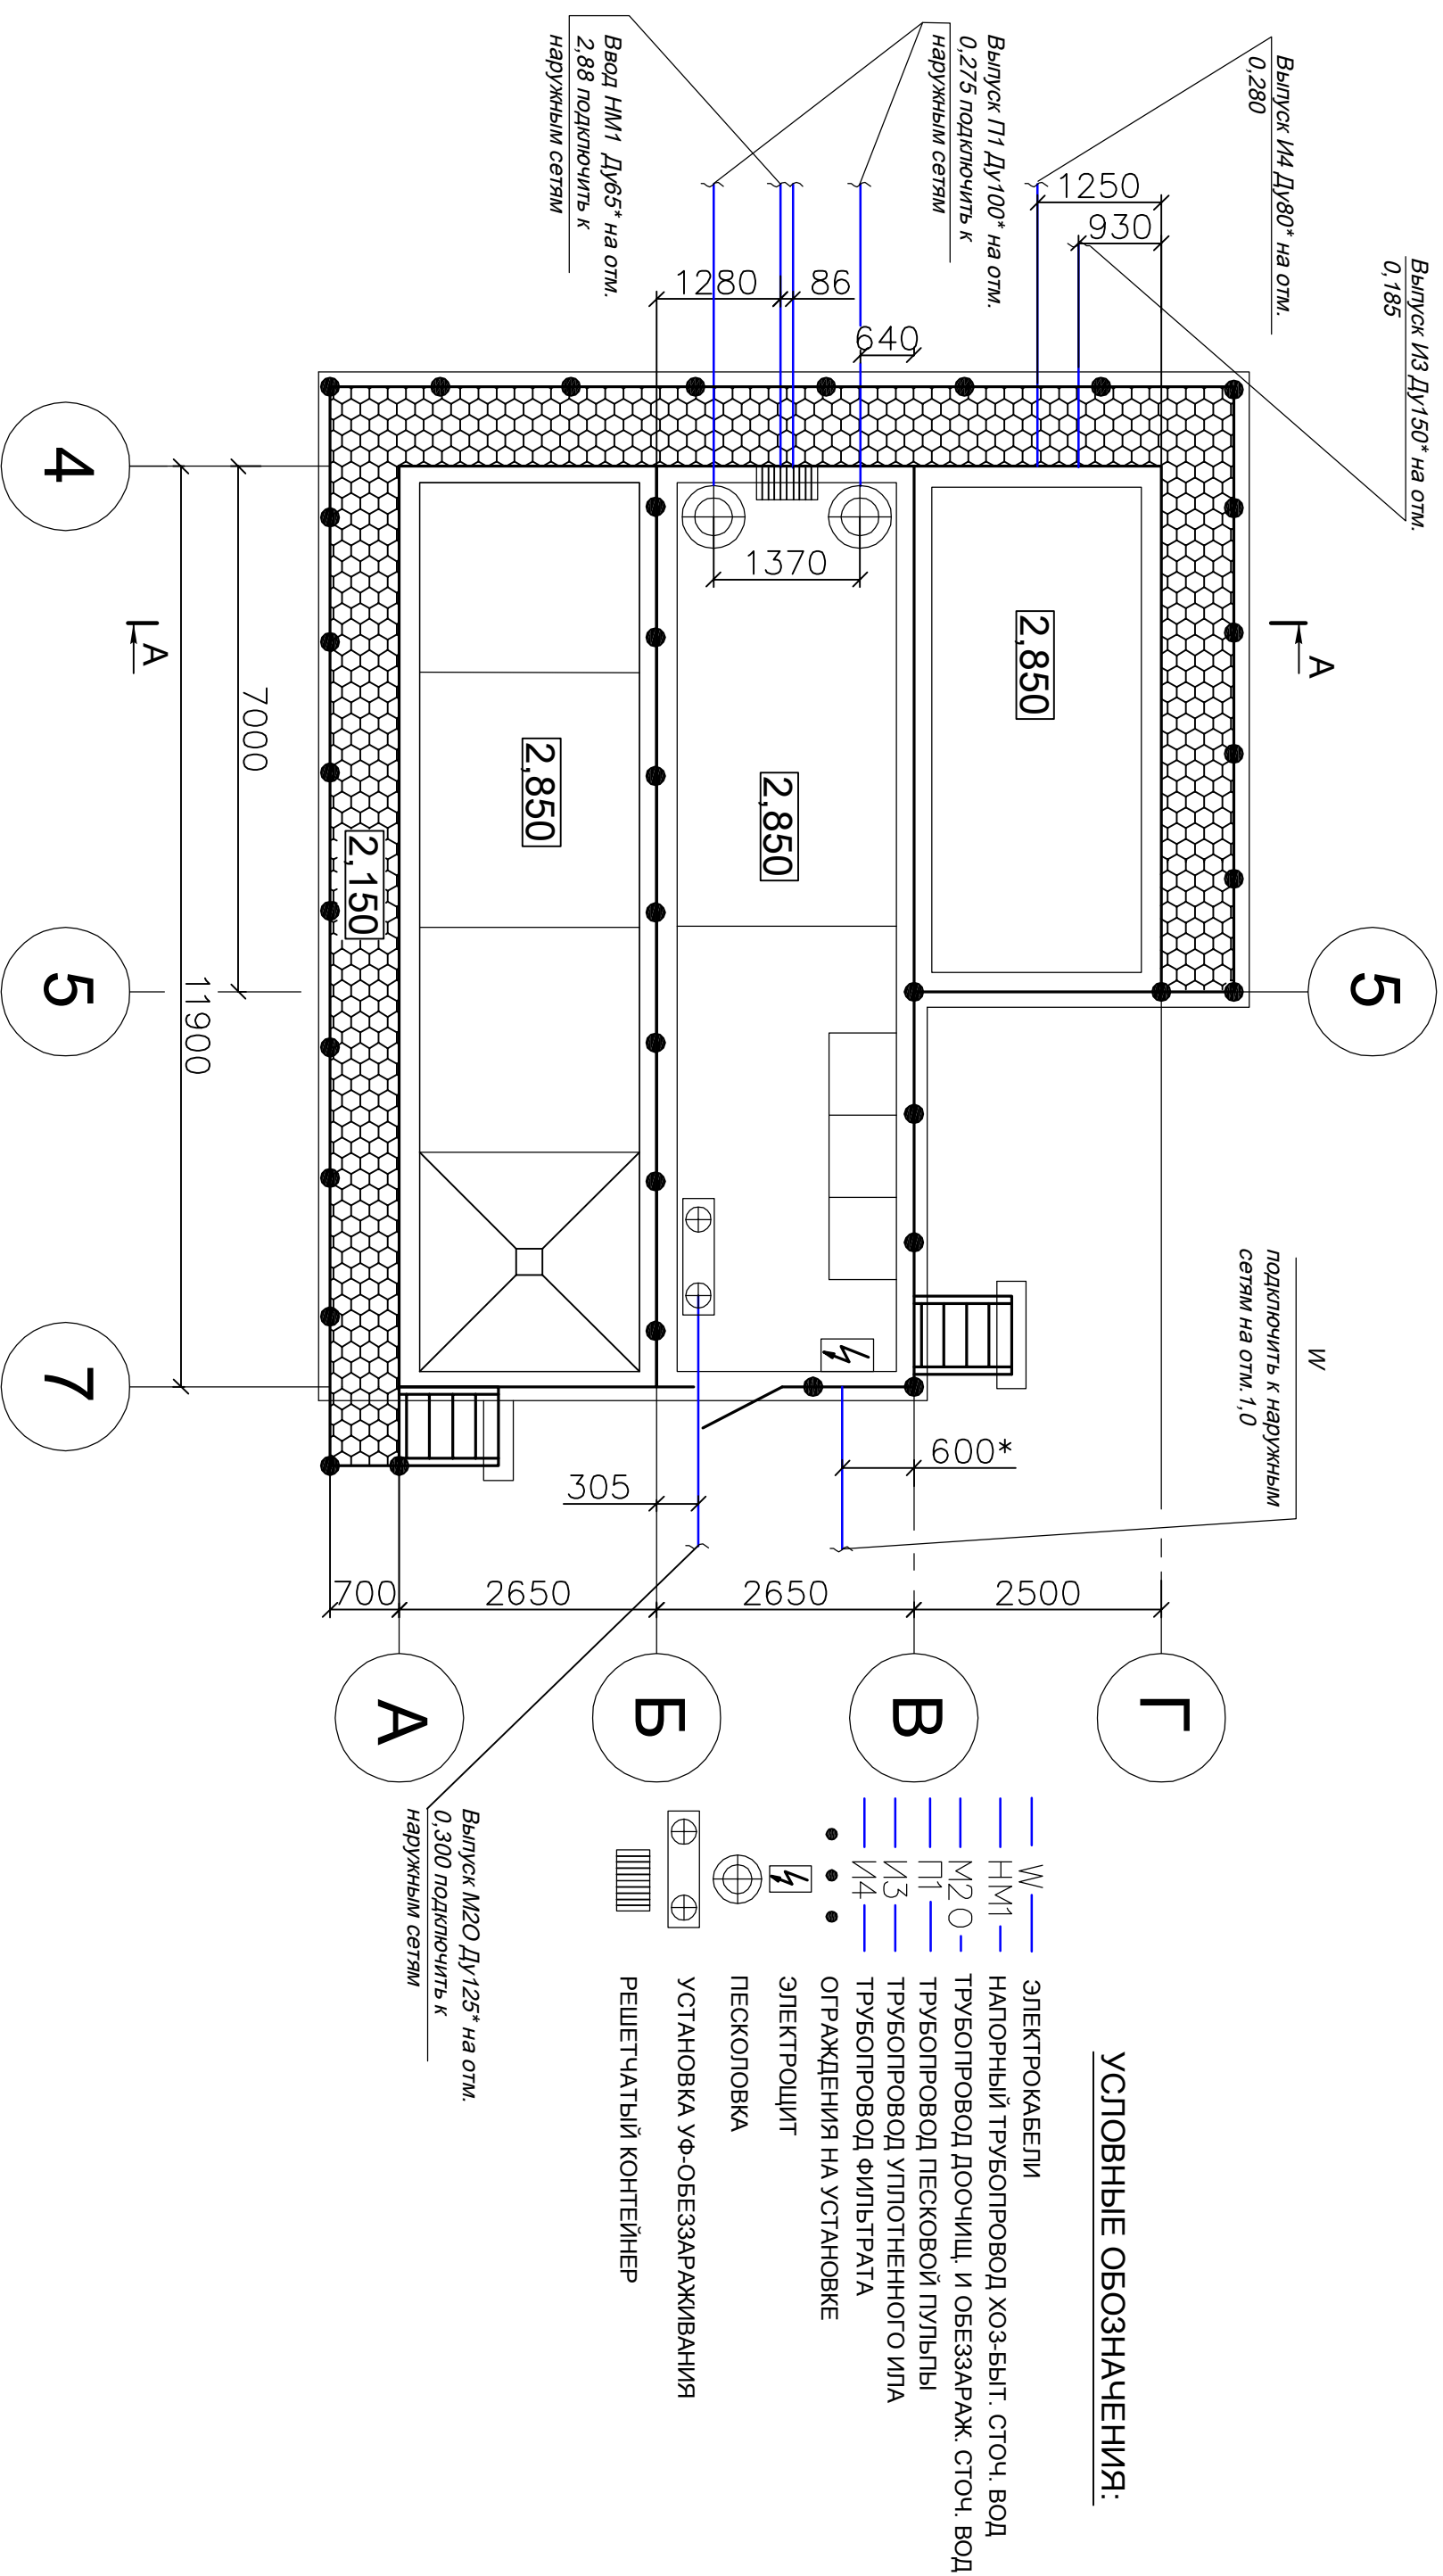 Выпуск И3 Ду150* на отм.
0,185
Выпуск И4 Ду80* на отм.
0,280
Выпуск П1 Ду100* на отм.
0,275 подключить к
наружным сетям
Ввод НМ1 Ду65* на отм.
2,88 подключить к
наружным сетям
1250
930
1280
86
640
1370
А
А
2,850
2,850
2,850
2,150
7000
11900
4
5
7
5
W
подключить к наружным
сетям на отм.1,0
600*
305
700
2650
2650
2500
А
Б
В
Г
Выпуск М2О Ду125* на отм.
0,300 подключить к
наружным сетям
УСЛОВНЫЕ ОБОЗНАЧЕНИЯ:
W ЭЛЕКТРОКАБЕЛИ
НМ1 НАПОРНЫЙ ТРУБОПРОВОД ХОЗ-БЫТ. СТОЧ. ВОД
М2О ТРУБОПРОВОД ДООЧИЩ. И ОБЕЗЗАРАЖ. СТОЧ. ВОД
П1 ТРУБОПРОВОД ПЕСКОВОЙ ПУЛЬПЫ
И3 ТРУБОПРОВОД УПЛОТНЕННОГО ИЛА
И4 ТРУБОПРОВОД ФИЛЬТРАТА
ОГРАЖДЕНИЯ НА УСТАНОВКЕ
ЭЛЕКТРОЩИТ
ПЕСКОЛОВКА
УСТАНОВКА УФ-ОБЕЗЗАРАЖИВАНИЯ
РЕШЕТЧАТЫЙ КОНТЕЙНЕР